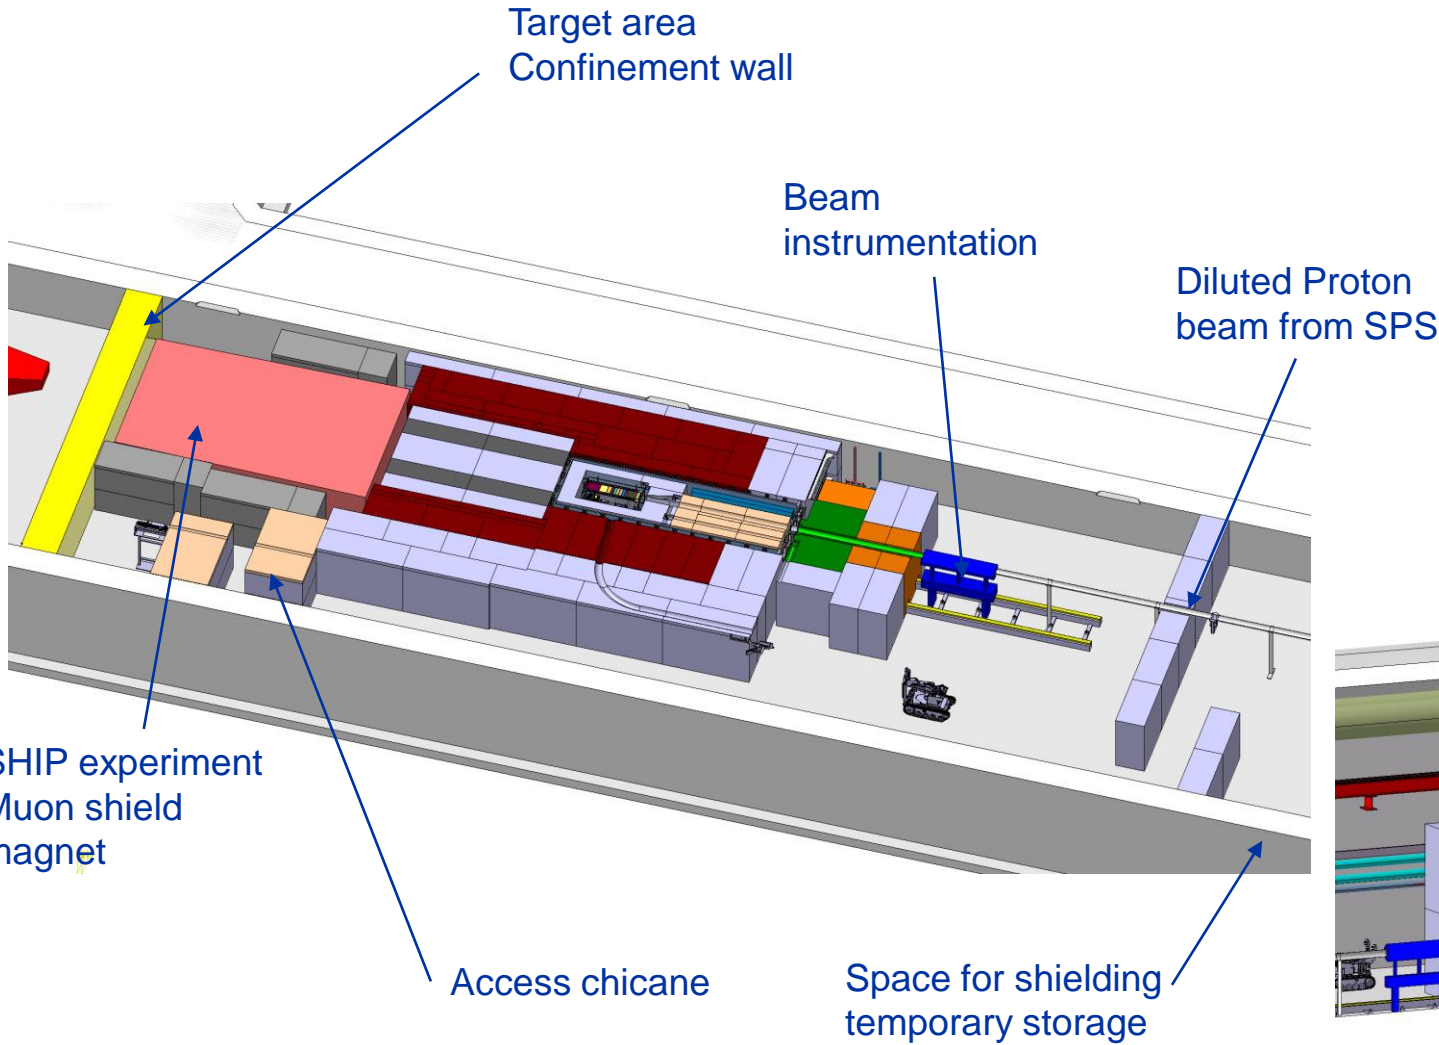 Target area
Confinement wall
Beam
instrumentation
Diluted Proton
beam from SPS
SHIP experiment
Muon shield
magnet
Access chicane
Space for shielding
temporary storage